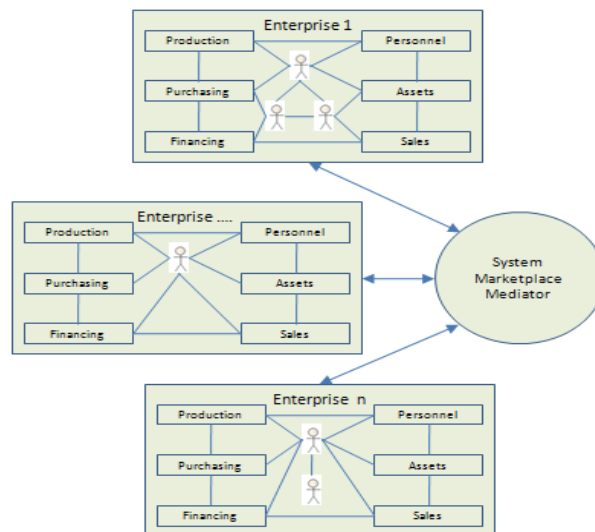 Enterprise 1
Production Personnel
Purchasing Assets
Financing Sales
Enterprise ....
Production Personnel
Purchasing Assets
Financing Sales
System
Marketplace
Mediator
Enterprise n
Production Personnel
Purchasing Assets
Financing Sales